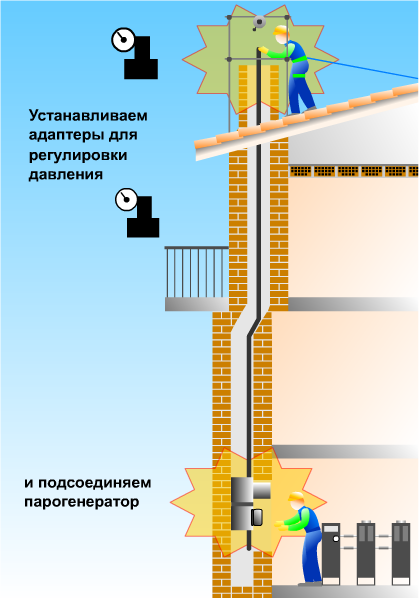 Устанавливаем
адаптеры для
регулировки
давления
и подсоединяем
парогенератор